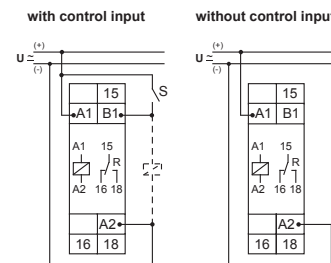 with control input
without control input
(+)
U
(-)
S
15
A1 B1
A1 15
R
A2 16 18
A2
16 18
(+)
U
(-)
15
A1 B1
A1 15
R
A2 16 18
A2
16 18